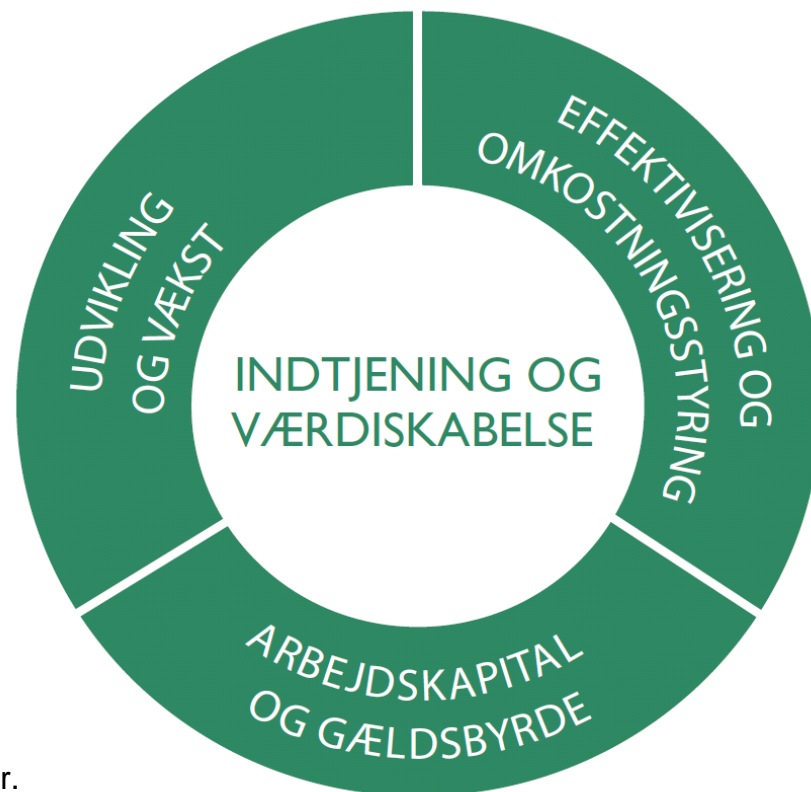 UDVIKLING
OG VÆKST
EFFEKTIVISERING OG
OMKOSTNINGSSTYRING
INDTJENING OG
VÆRDISKABELSE
ARBEJDSKAPITAL
OG GÆLDSBYRDE
r.